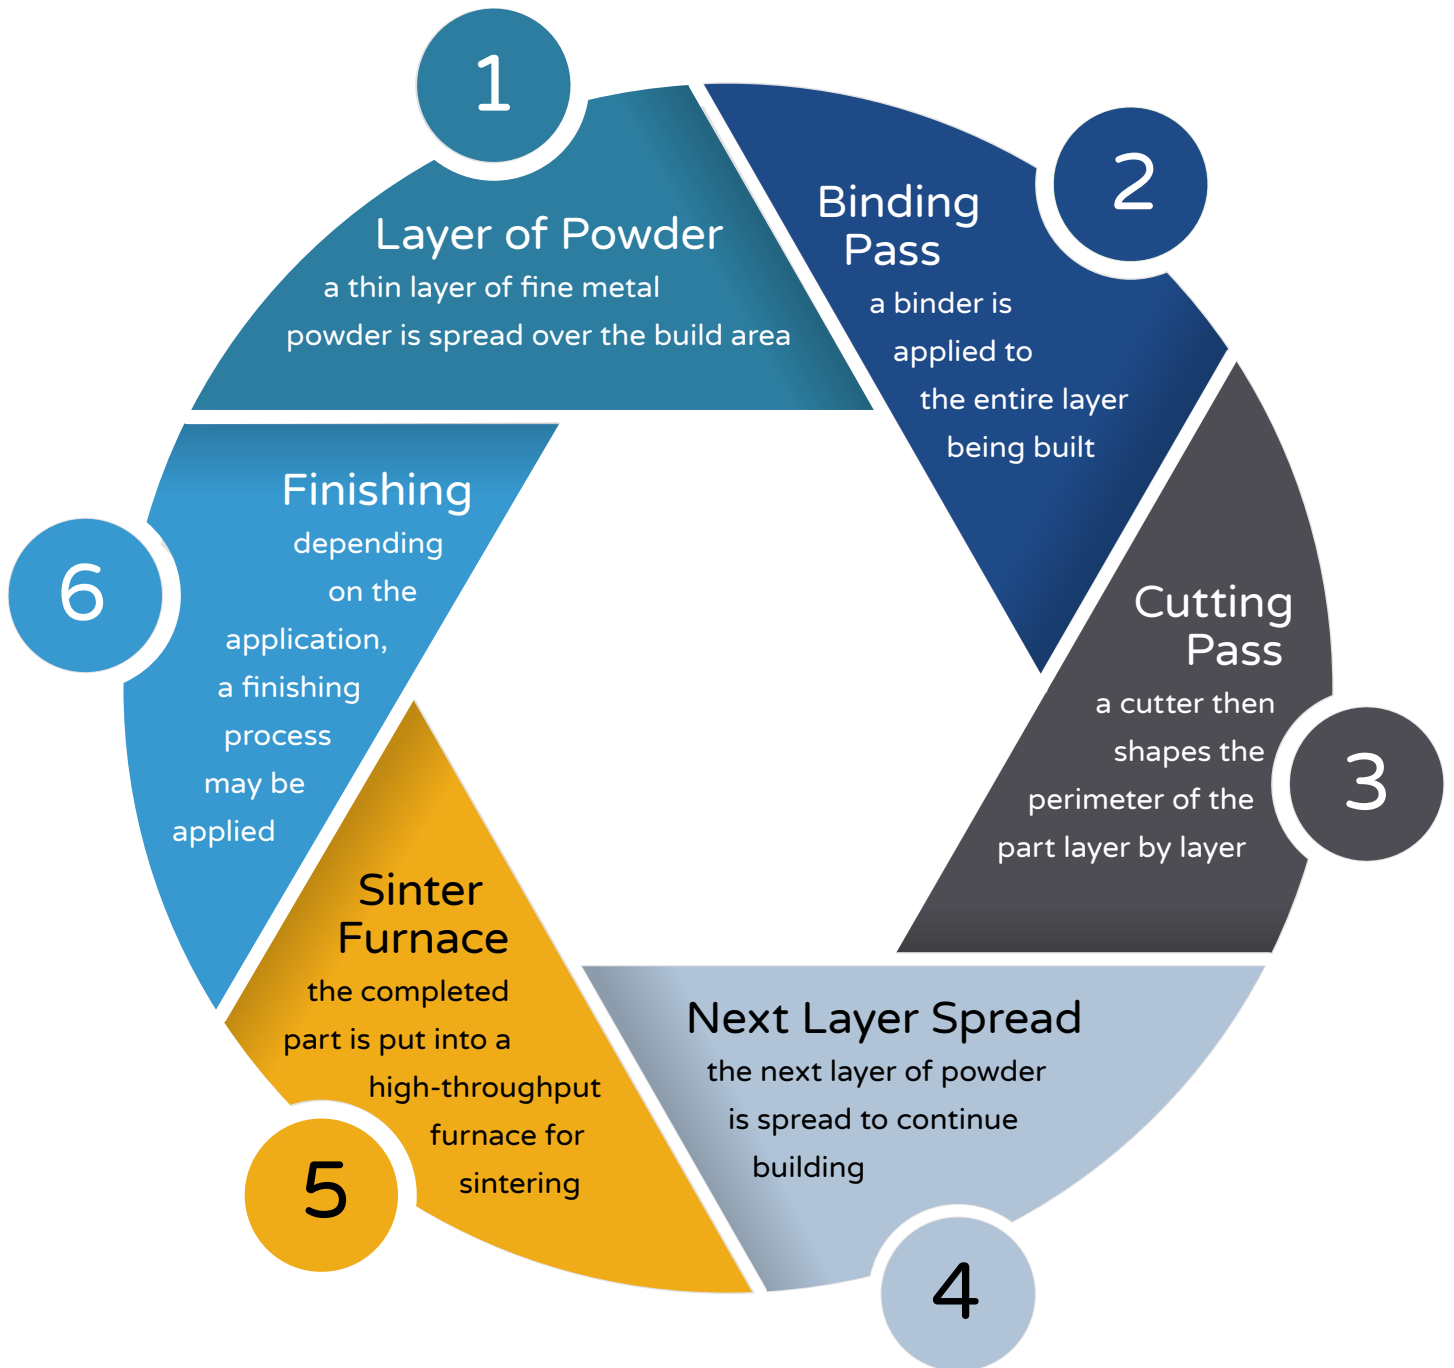 1
Layer of Powder
a thin layer of fine metal
powder is spread over the build area
2
Binding
Pass
a binder is
applied to
the entire layer
being built
3
Cutting
Pass
a cutter then
shapes the
perimeter of the
part layer by layer
4
Next Layer Spread
the next layer of powder
is spread to continue
building
5
Sinter
Furnace
the completed
part is put into a
high-throughput
furnace for
sintering
6
Finishing
depending
on the
application,
a finishing
process
may be
applied